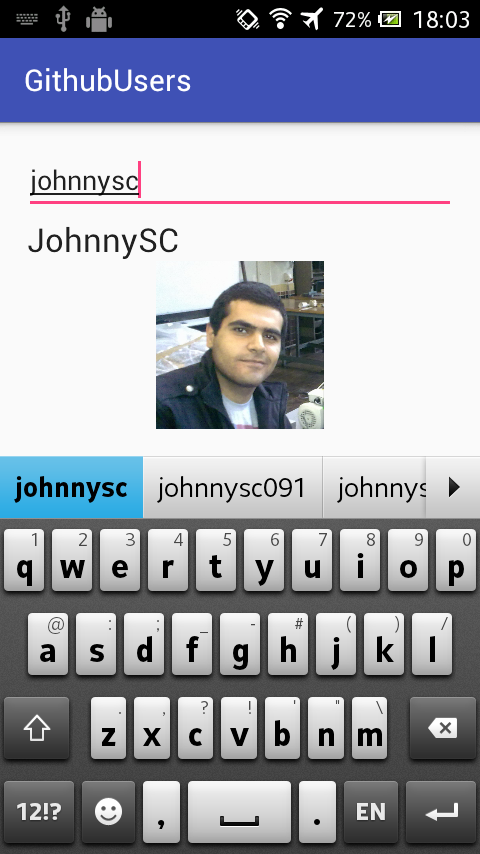 72% 18:03
GithubUsers
johnnysc
JohnnySC
johnnysc johnnysc091 johnnys
1 2 3 4 5 6 7 8 9 0
q w e r t y u i o p
@ : ; _ - # ( ) /
a s d f g h j k l
. , ? ! ' " \
z x c v b n m
12!? , . EN